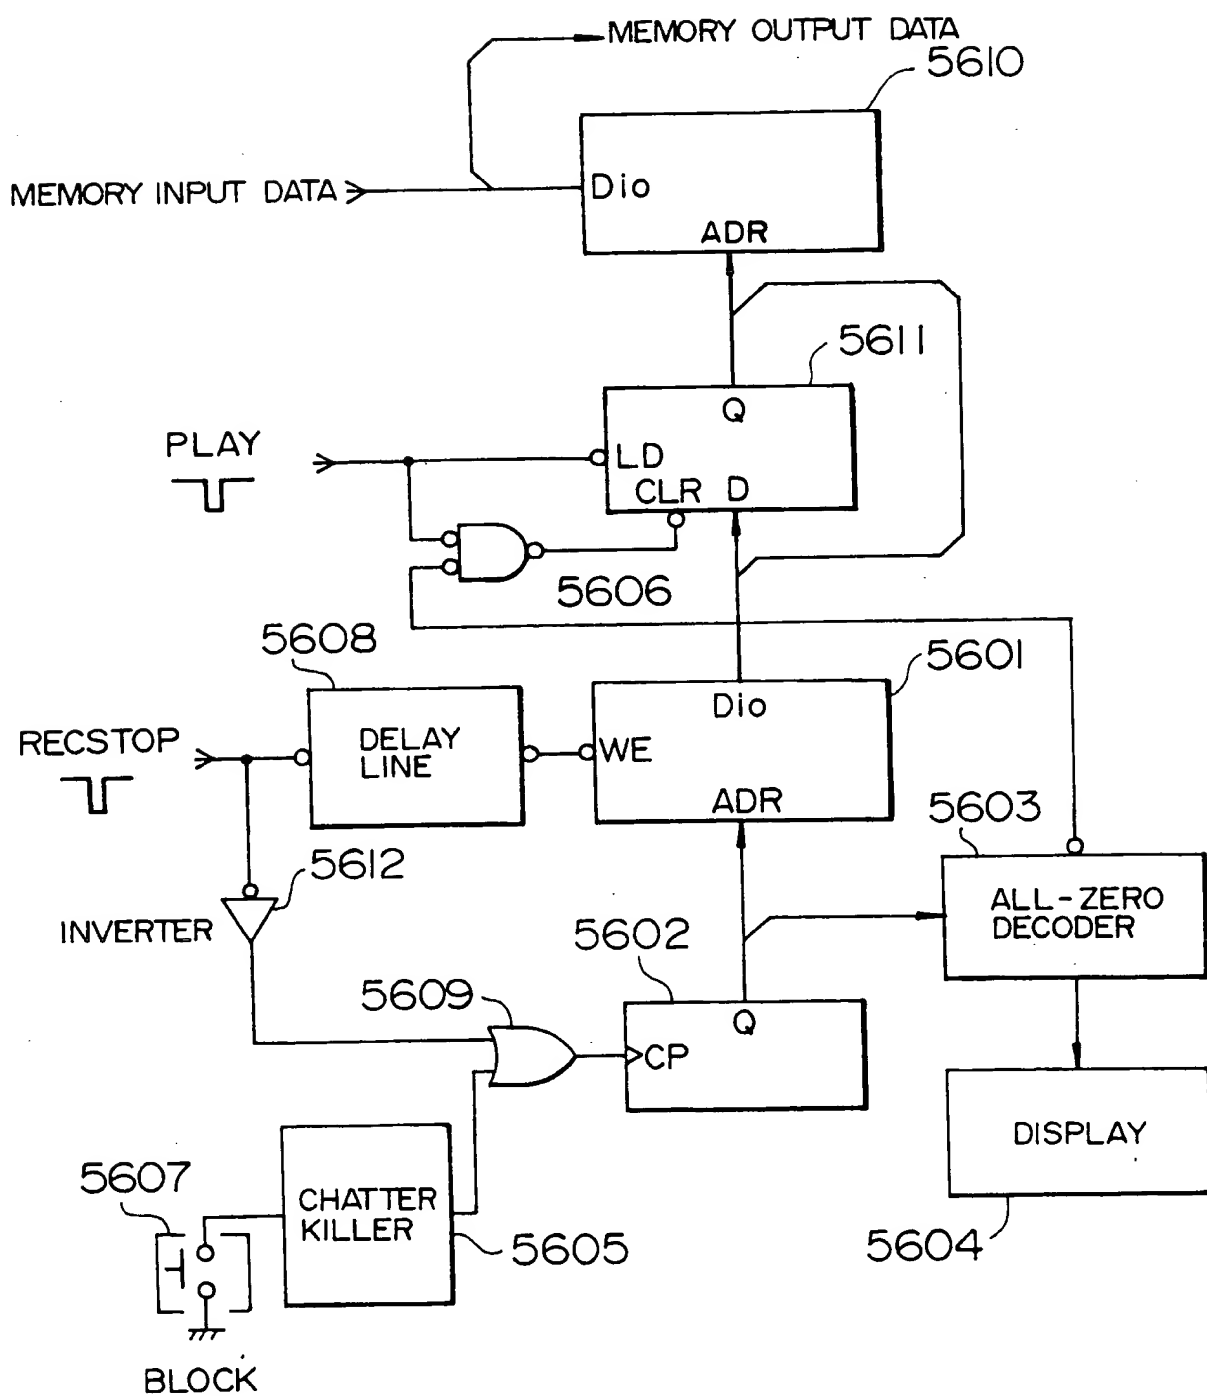 MEMORY OUTPUT DATA
5610
MEMORY INPUT DATA
Dio
ADR
5611
Q
PLAY
LD
CLR D
5606
5608
5601
Dio
RECSTOP
DELAY
LINE
WE
ADR
5603
5612
ALL-ZERO
DECODER
INVERTER
5602
5609
Q
CP
DISPLAY
5607
CHATTER
KILLER
5605
5604
BLOCK